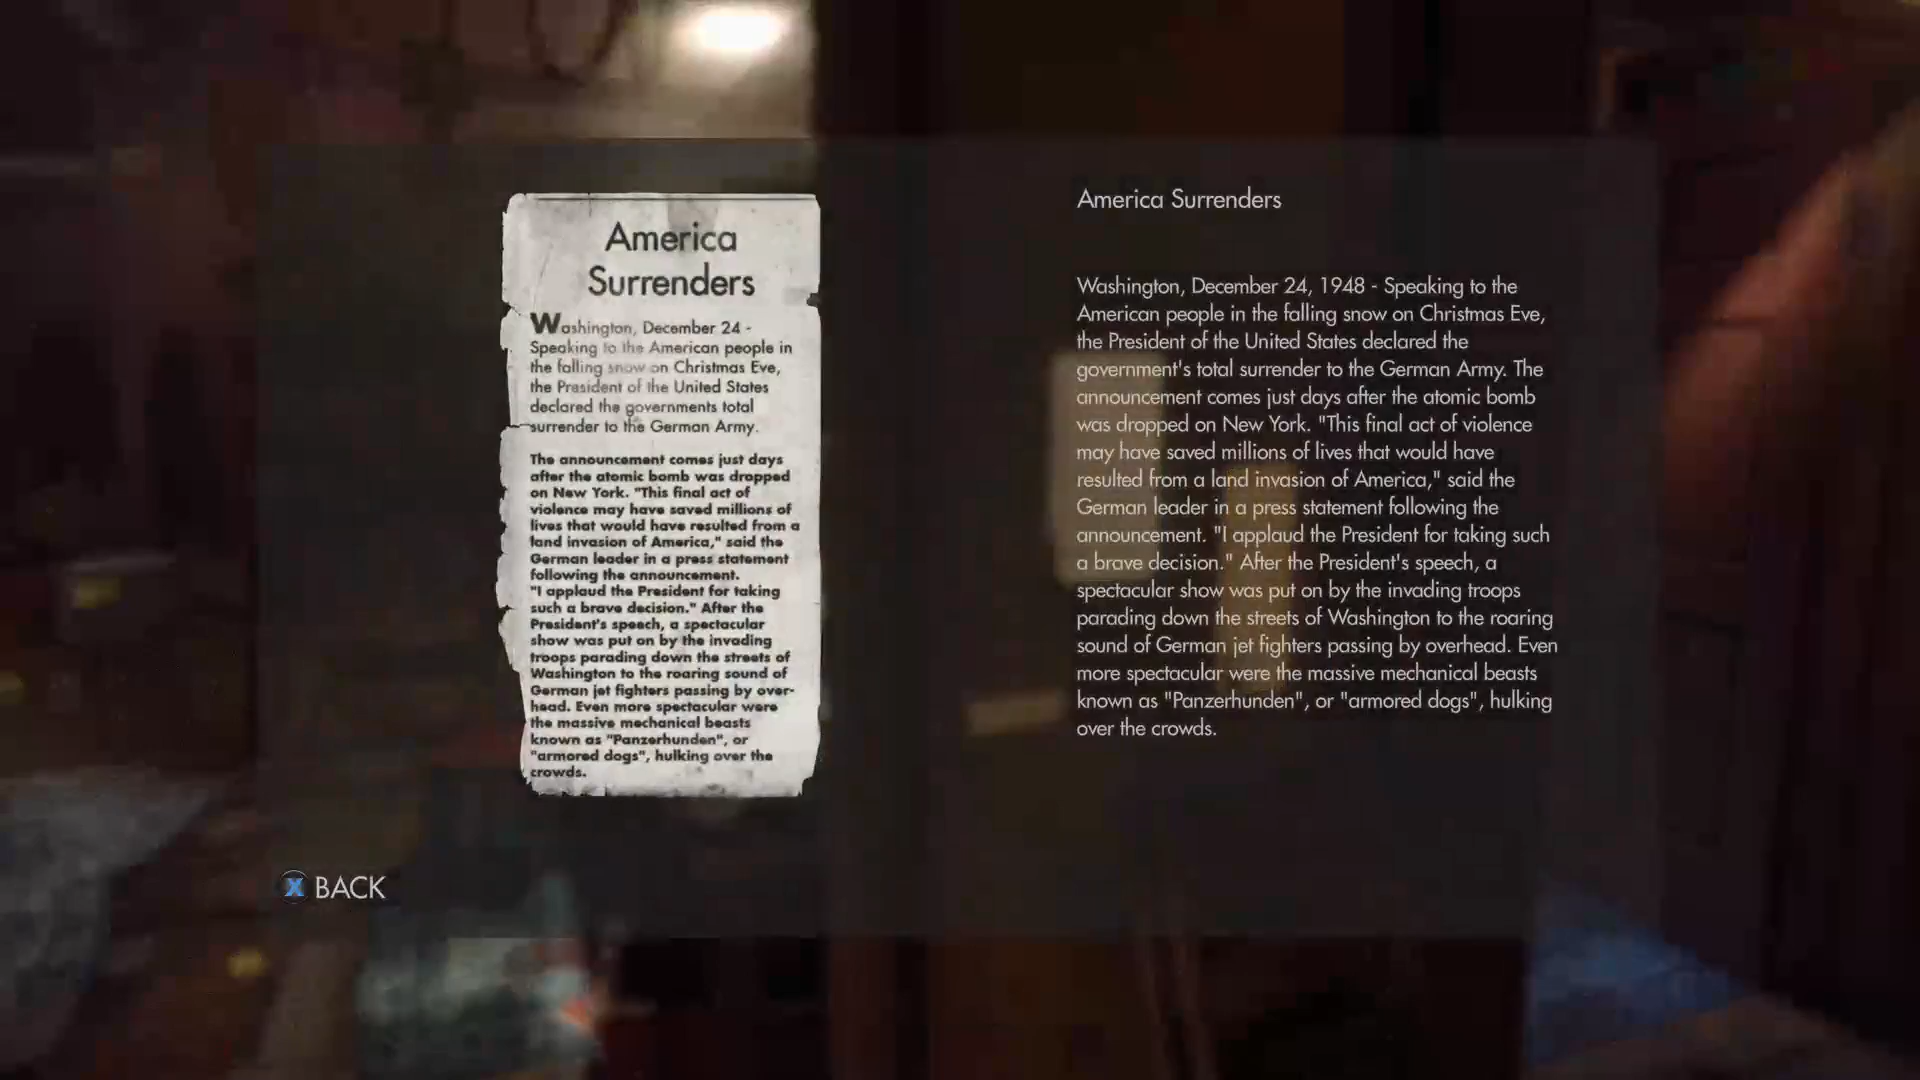 America
Surrenders
Washington, December 24 -
Speaking to the American people in
the falling snow on Christmas Eve,
the President of the United States
declared the governments total
surrender to the German Army.
The announcement comes just days
after the atomic bomb was dropped
on New York. "This final act of
violence may have saved millions of
lives that would have resulted from a
land invasion of America," said the
German leader in a press statement
following the announcement.
"I applaud the President for taking
such a brave decision." After the
President's speech, a spectacular
show was put on by the invading
troops parading down the streets of
Washington to the roaring sound of
German jet fighters passing by over-
head. Even more spectacular were
the massive mechanical beasts
known as "Panzerhunden", or
"armored dogs", hulking over the
crowds.
America Surrenders
Washington, December 24, 1948 - Speaking to the
American people in the falling snow on Christmas Eve,
the President of the United States declared the
government's total surrender to the German Army. The
announcement comes just days after the atomic bomb
was dropped on New York. "This final act of violence
may have saved millions of lives that would have
resulted from a land invasion of America," said the
German leader in a press statement following the
announcement. "I applaud the President for taking such
a brave decision." After the President's speech, a
spectacular show was put on by the invading troops
parading down the streets of Washington to the roaring
sound of German jet fighters passing by overhead. Even
more spectacular were the massive mechanical beasts
known as "Panzerhunden", or "armored dogs", hulking
over the crowds.
X BACK